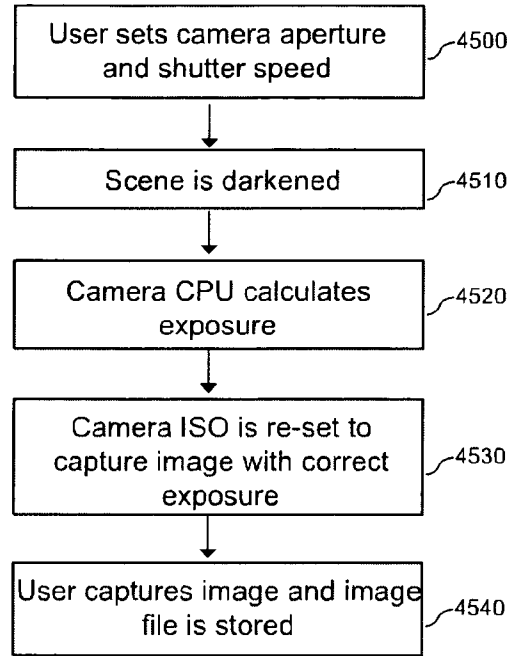 User sets camera aperture
and shutter speed
4500
Scene is darkened
4510
Camera CPU calculates
exposure
4520
Camera ISO is re-set to
capture image with correct
exposure
4530
User captures image and image
file is stored
4540